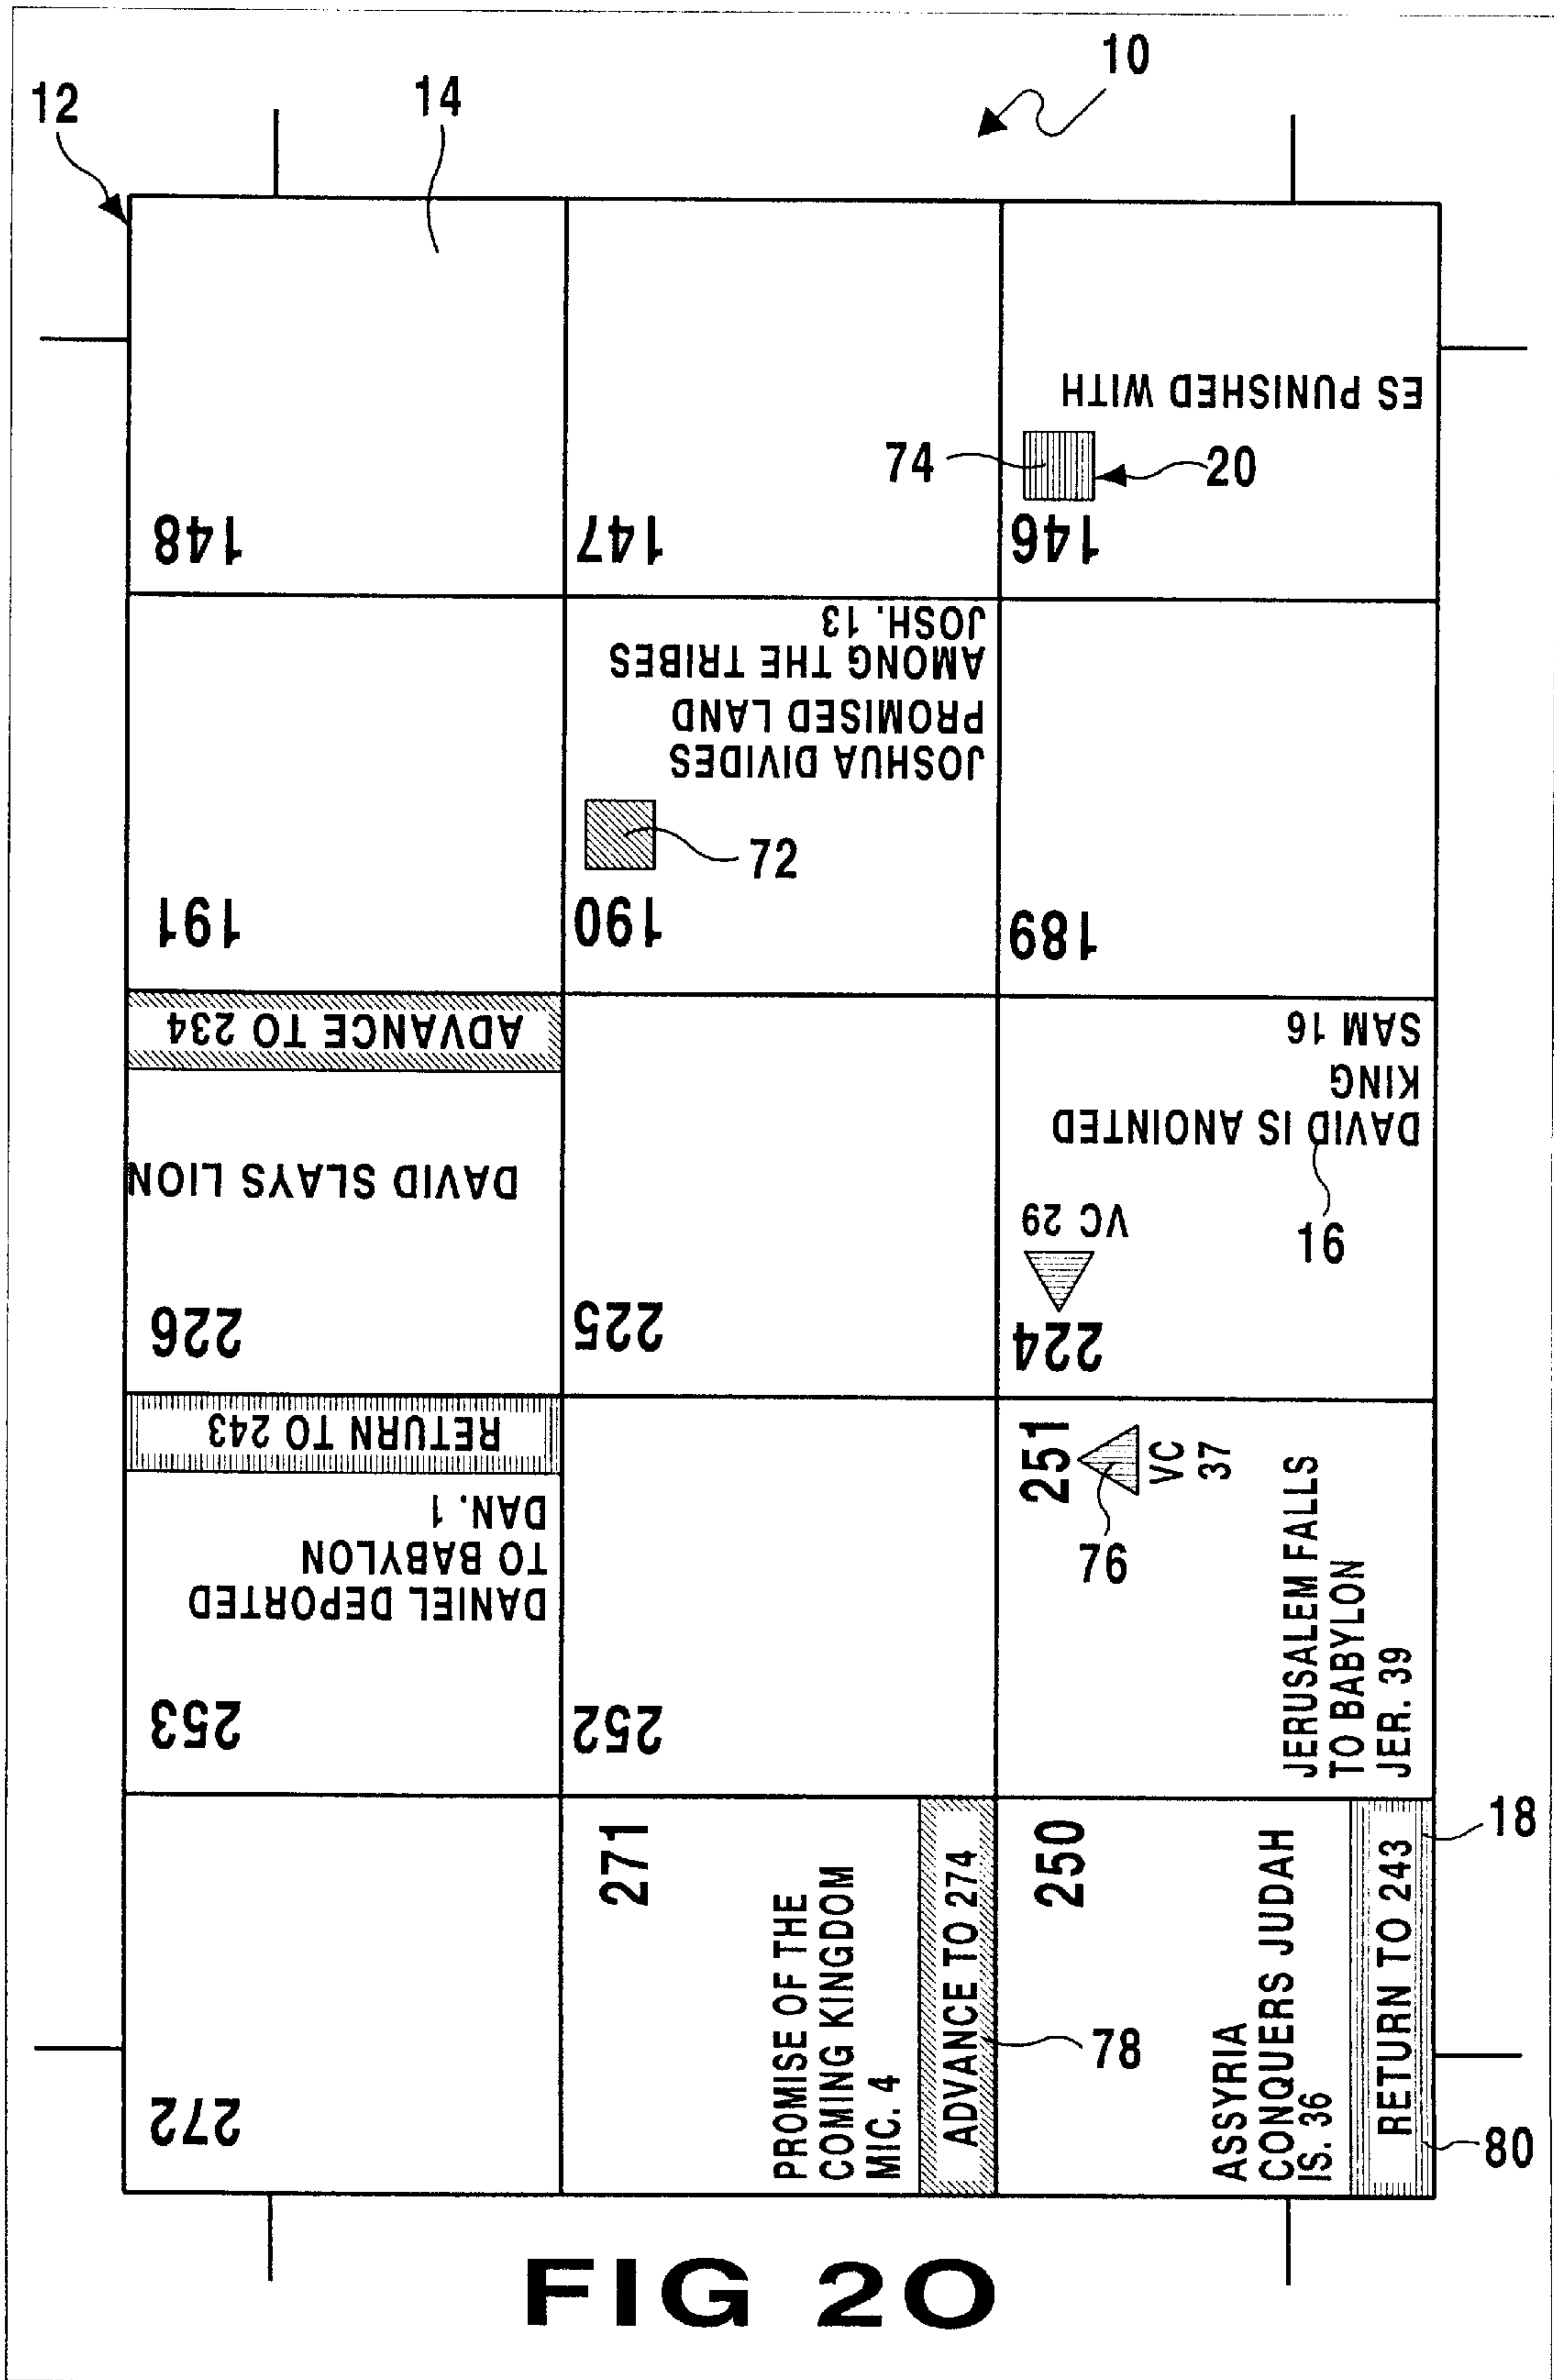 10
12
14
148
147
ES PUNISHED WITH
74
20
146
191
JOSHUA DIVIDES
PROMISED LAND
AMONG THE TRIBES
JOSH. 13
72
190
189
ADVANCE TO 234
DAVID SLAYS LION
226
225
DAVID IS ANOINTED
KING
SAM 16
VC 29
16
224
RETURN TO 243
DANIEL DEPORTED
TO BABYLON
DAN. 1
253
252
251
VC
37
76
JERUSALEM FALLS
TO BABYLON
JER. 39
272
271
PROMISE OF THE
COMING KINGDOM
MIC. 4
ADVANCE TO 274
78
250
ASSYRIA
CONQUERS JUDAH
IS. 36
RETURN TO 243
18
80
FIG 20